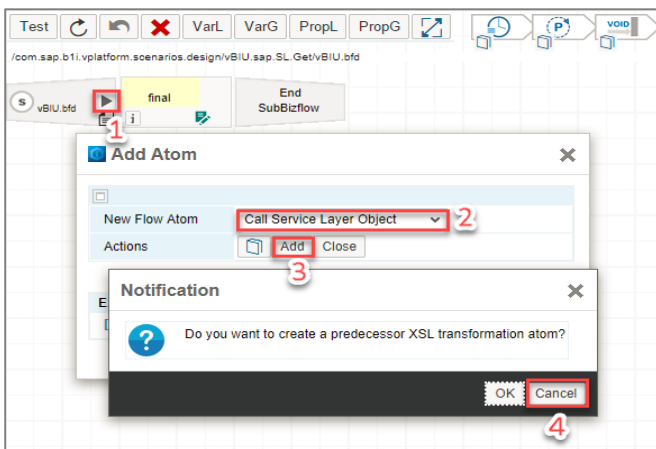 Test VarL VarG PropL PropG P VOID
/com.sap.b1i.vplatform.scenarios.design/vBIU.sap.SL.Get/vBIU.bfd
S vBIU.bfd
final
i
End
SubBizflow
1
Add Atom
New Flow Atom Call Service Layer Object 2
Actions Add Close
3
E
Notification
Do you want to create a predecessor XSL transformation atom?
OK Cancel
4